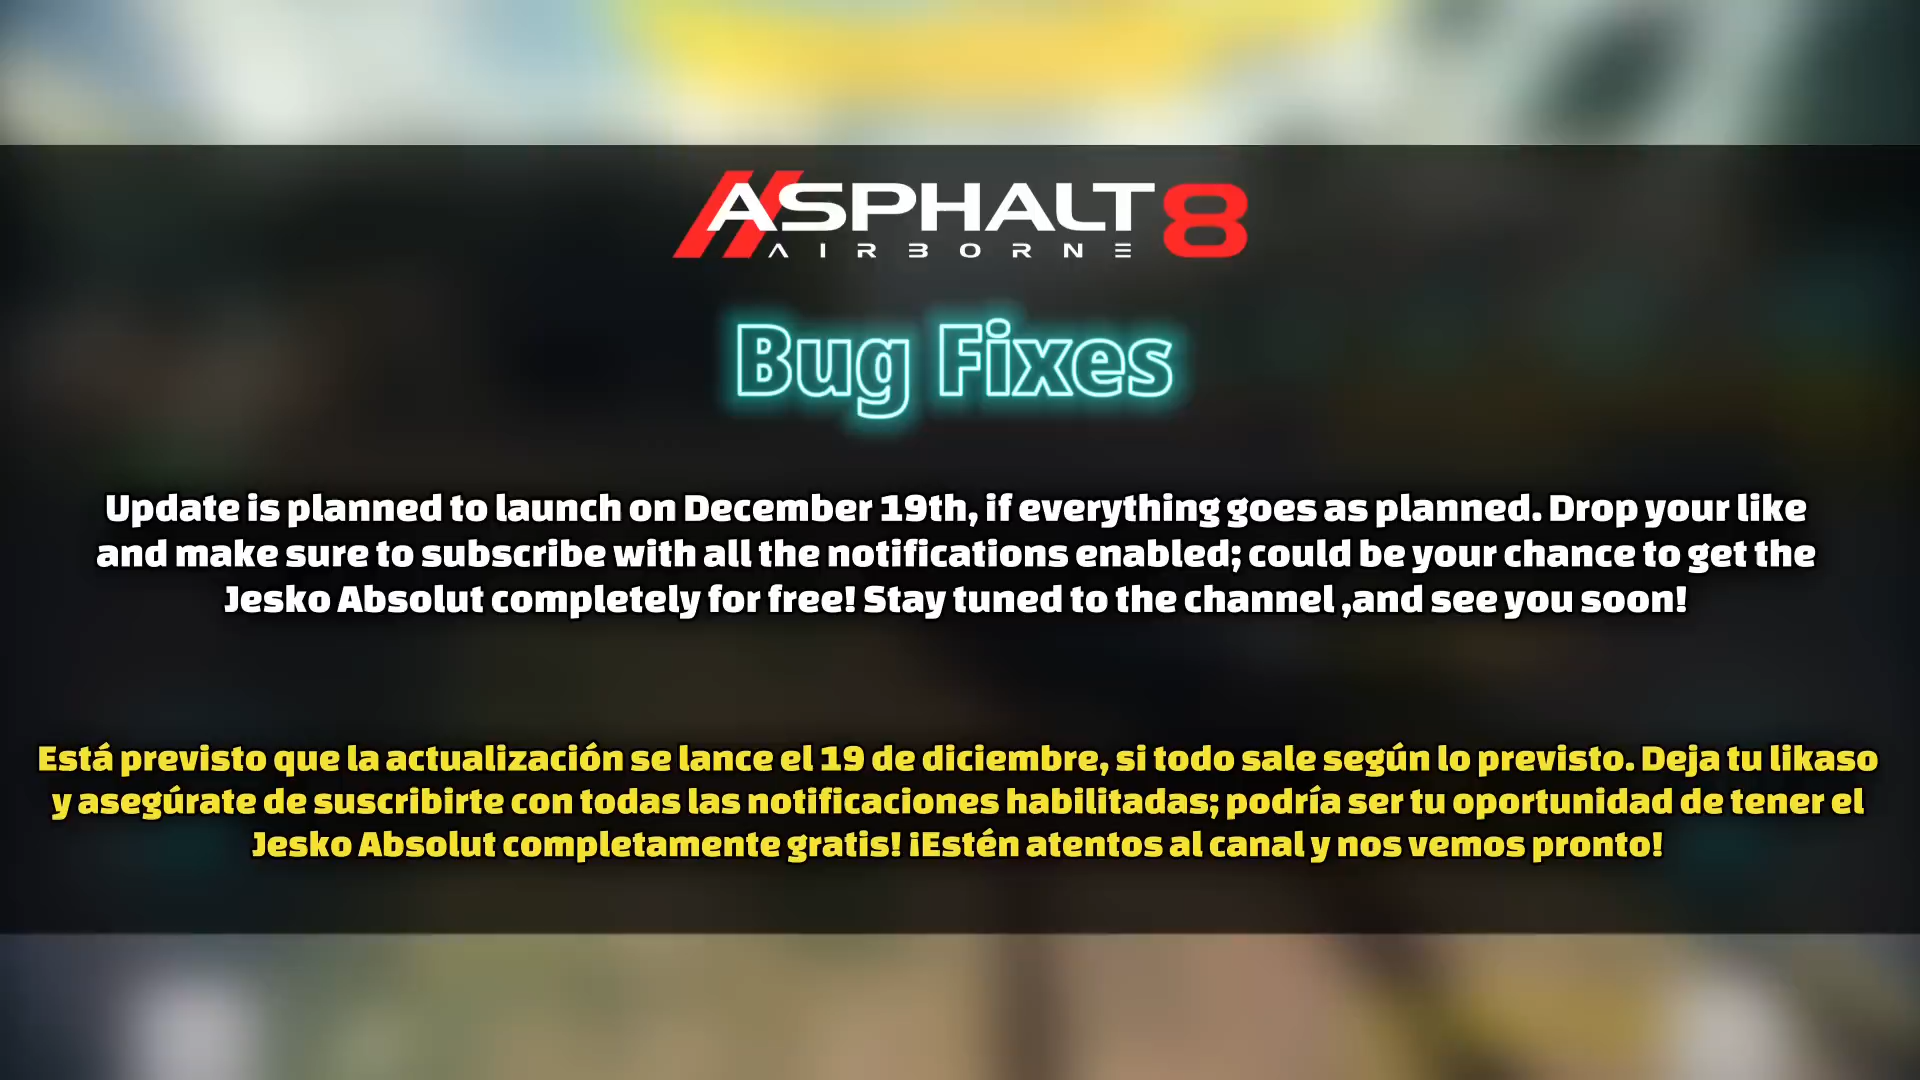 ASPHALT 8
AIRBORNE
Bug Fixes
Update is planned to launch on December 19th, if everything goes as planned. Drop your like
and make sure to subscribe with all the notifications enabled; could be your chance to get the
Jesko Absolut completely for free! Stay tuned to the channel ,and see you soon!
Está previsto que la actualización se lance el 19 de diciembre, si todo sale según lo previsto. Deja tu likaso
y asegúrate de suscribirte con todas las notificaciones habilitadas; podría ser tu oportunidad de tener el
Jesko Absolut completamente gratis! ¡Estén atentos al canal y nos vemos pronto!